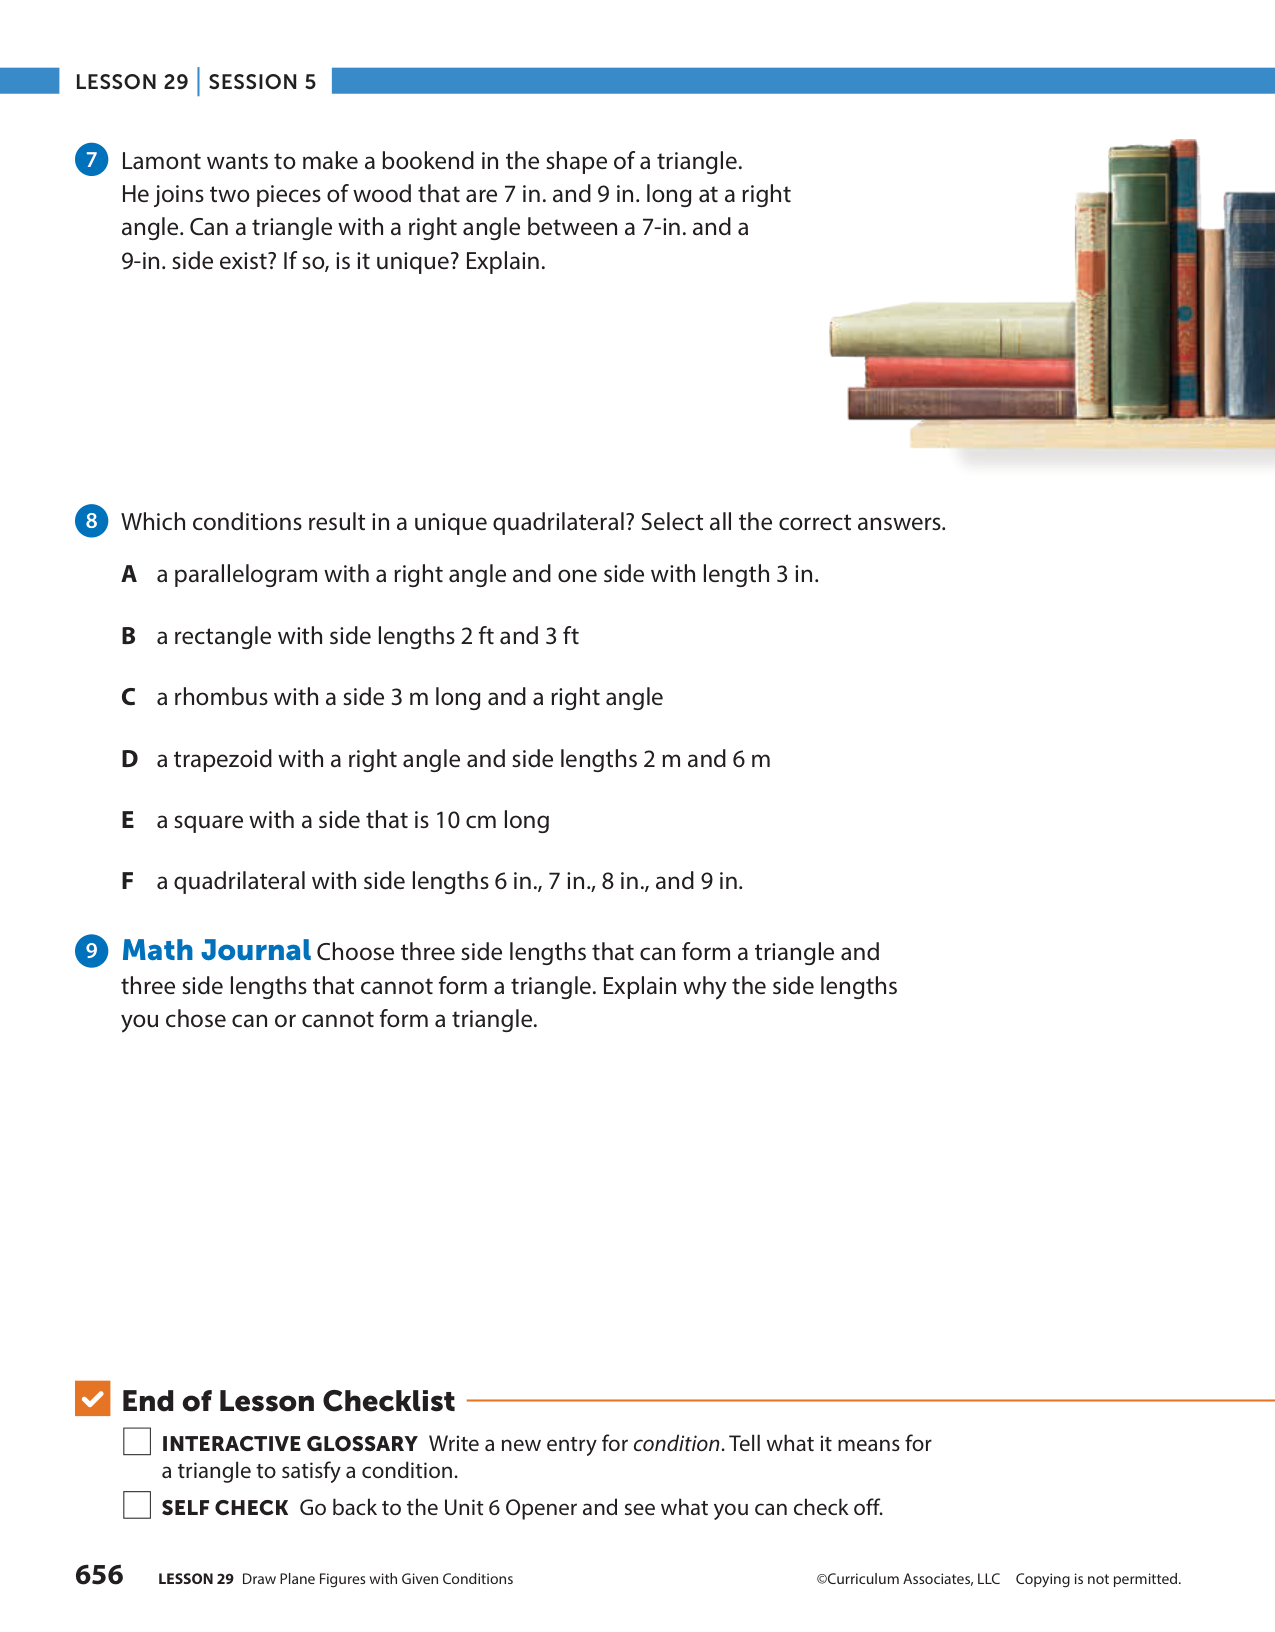 LESSON 29 | SESSION 5
7 Lamont wants to make a bookend in the shape of a triangle.
He joins two pieces of wood that are 7 in. and 9 in. long at a right
angle. Can a triangle with a right angle between a 7-in. and a
9-in. side exist? If so, is it unique? Explain.
8 Which conditions result in a unique quadrilateral? Select all the correct answers.
A a parallelogram with a right angle and one side with length 3 in.
B a rectangle with side lengths 2 ft and 3 ft
C a rhombus with a side 3 m long and a right angle
D a trapezoid with a right angle and side lengths 2 m and 6 m
E a square with a side that is 10 cm long
F a quadrilateral with side lengths 6 in., 7 in., 8 in., and 9 in.
9 Math Journal Choose three side lengths that can form a triangle and
three side lengths that cannot form a triangle. Explain why the side lengths
you chose can or cannot form a triangle.
End of Lesson Checklist
INTERACTIVE GLOSSARY Write a new entry for condition. Tell what it means for
a triangle to satisfy a condition.
SELF CHECK Go back to the Unit 6 Opener and see what you can check off.
656 LESSON 29 Draw Plane Figures with Given Conditions ©Curriculum Associates, LLC Copying is not permitted.